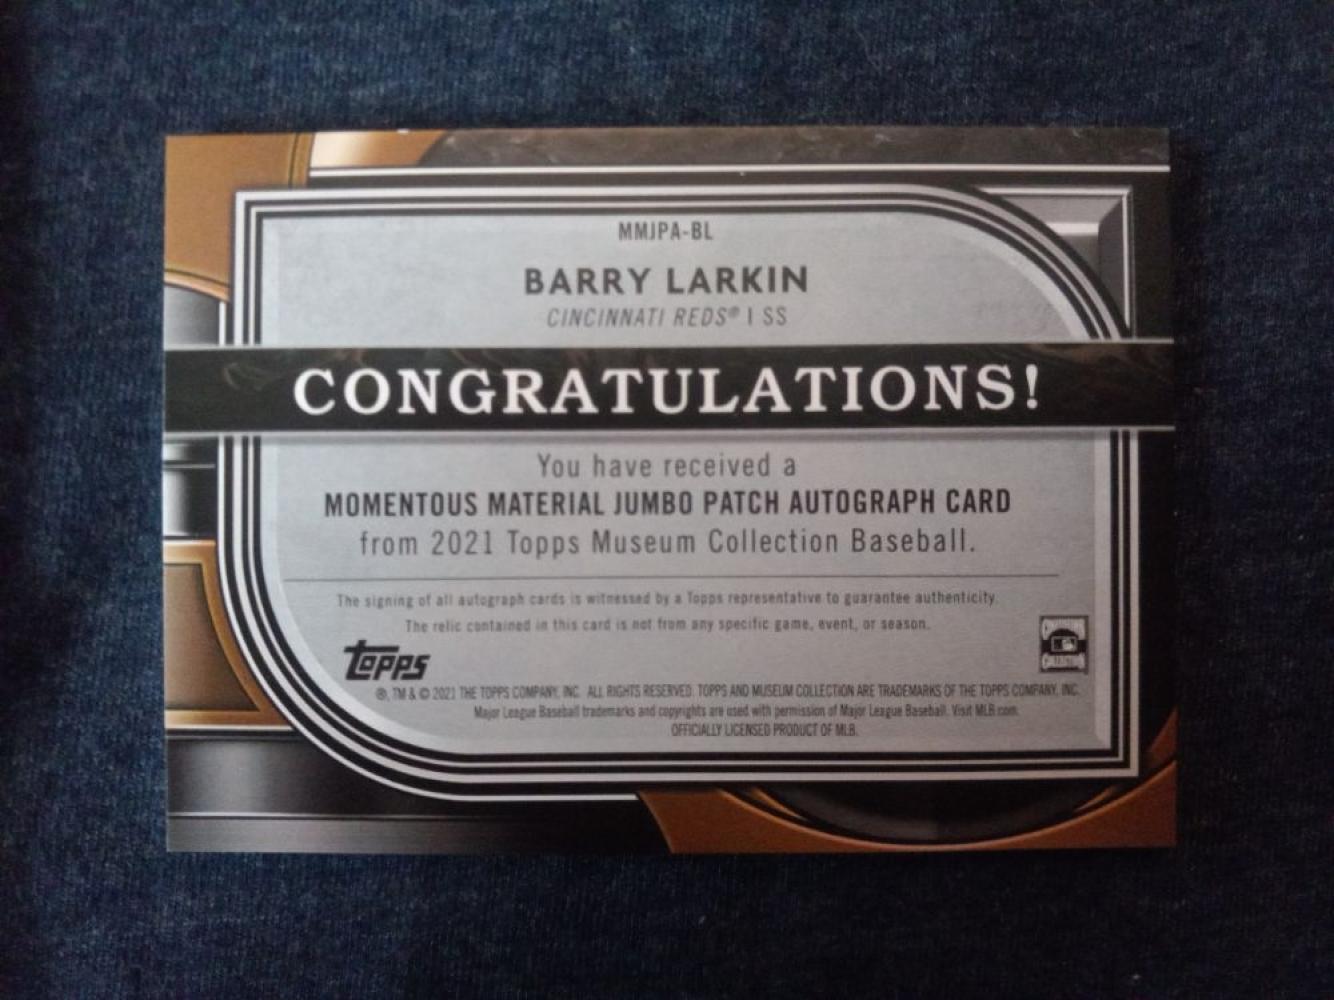 MMJPA-BL
BARRY LARKIN
CINCINNATI REDS® | SS
CONGRATULATIONS!
You have received a
MOMENTOUS MATERIAL JUMBO PATCH AUTOGRAPH CARD
from 2021 Topps Museum Collection Baseball.
The signing of all autograph cards is witnessed by a Topps representative to guarantee authenticity.
The relic contained in this card is not from any specific game, event, or season.
topps
®, TM & © 2021 THE TOPPS COMPANY, INC. ALL RIGHTS RESERVED. TOPPS AND MUSEUM COLLECTION ARE TRADEMARKS OF THE TOPPS COMPANY, INC.
Major League Baseball trademarks and copyrights are used with permission of Major League Baseball. Visit MLB.com.
OFFICIALLY LICENSED PRODUCT OF MLB.